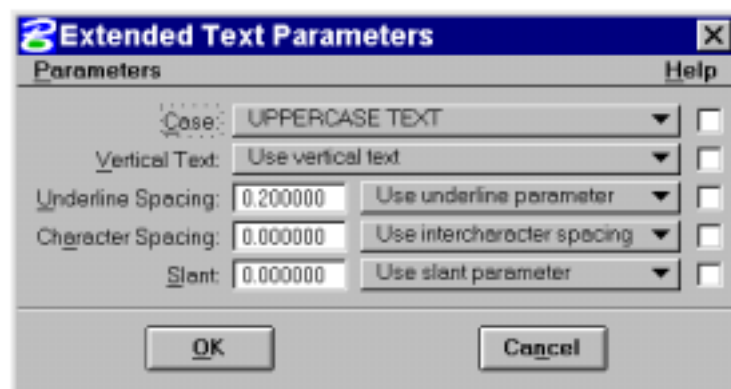 Extended Text Parameters
Parameters Help
Case: UPPERCASE TEXT
Vertical Text: Use vertical text
Underline Spacing: 0.200000 Use underline parameter
Character Spacing: 0.000000 Use intercharacter spacing
Slant: 0.000000 Use slant parameter
OK Cancel